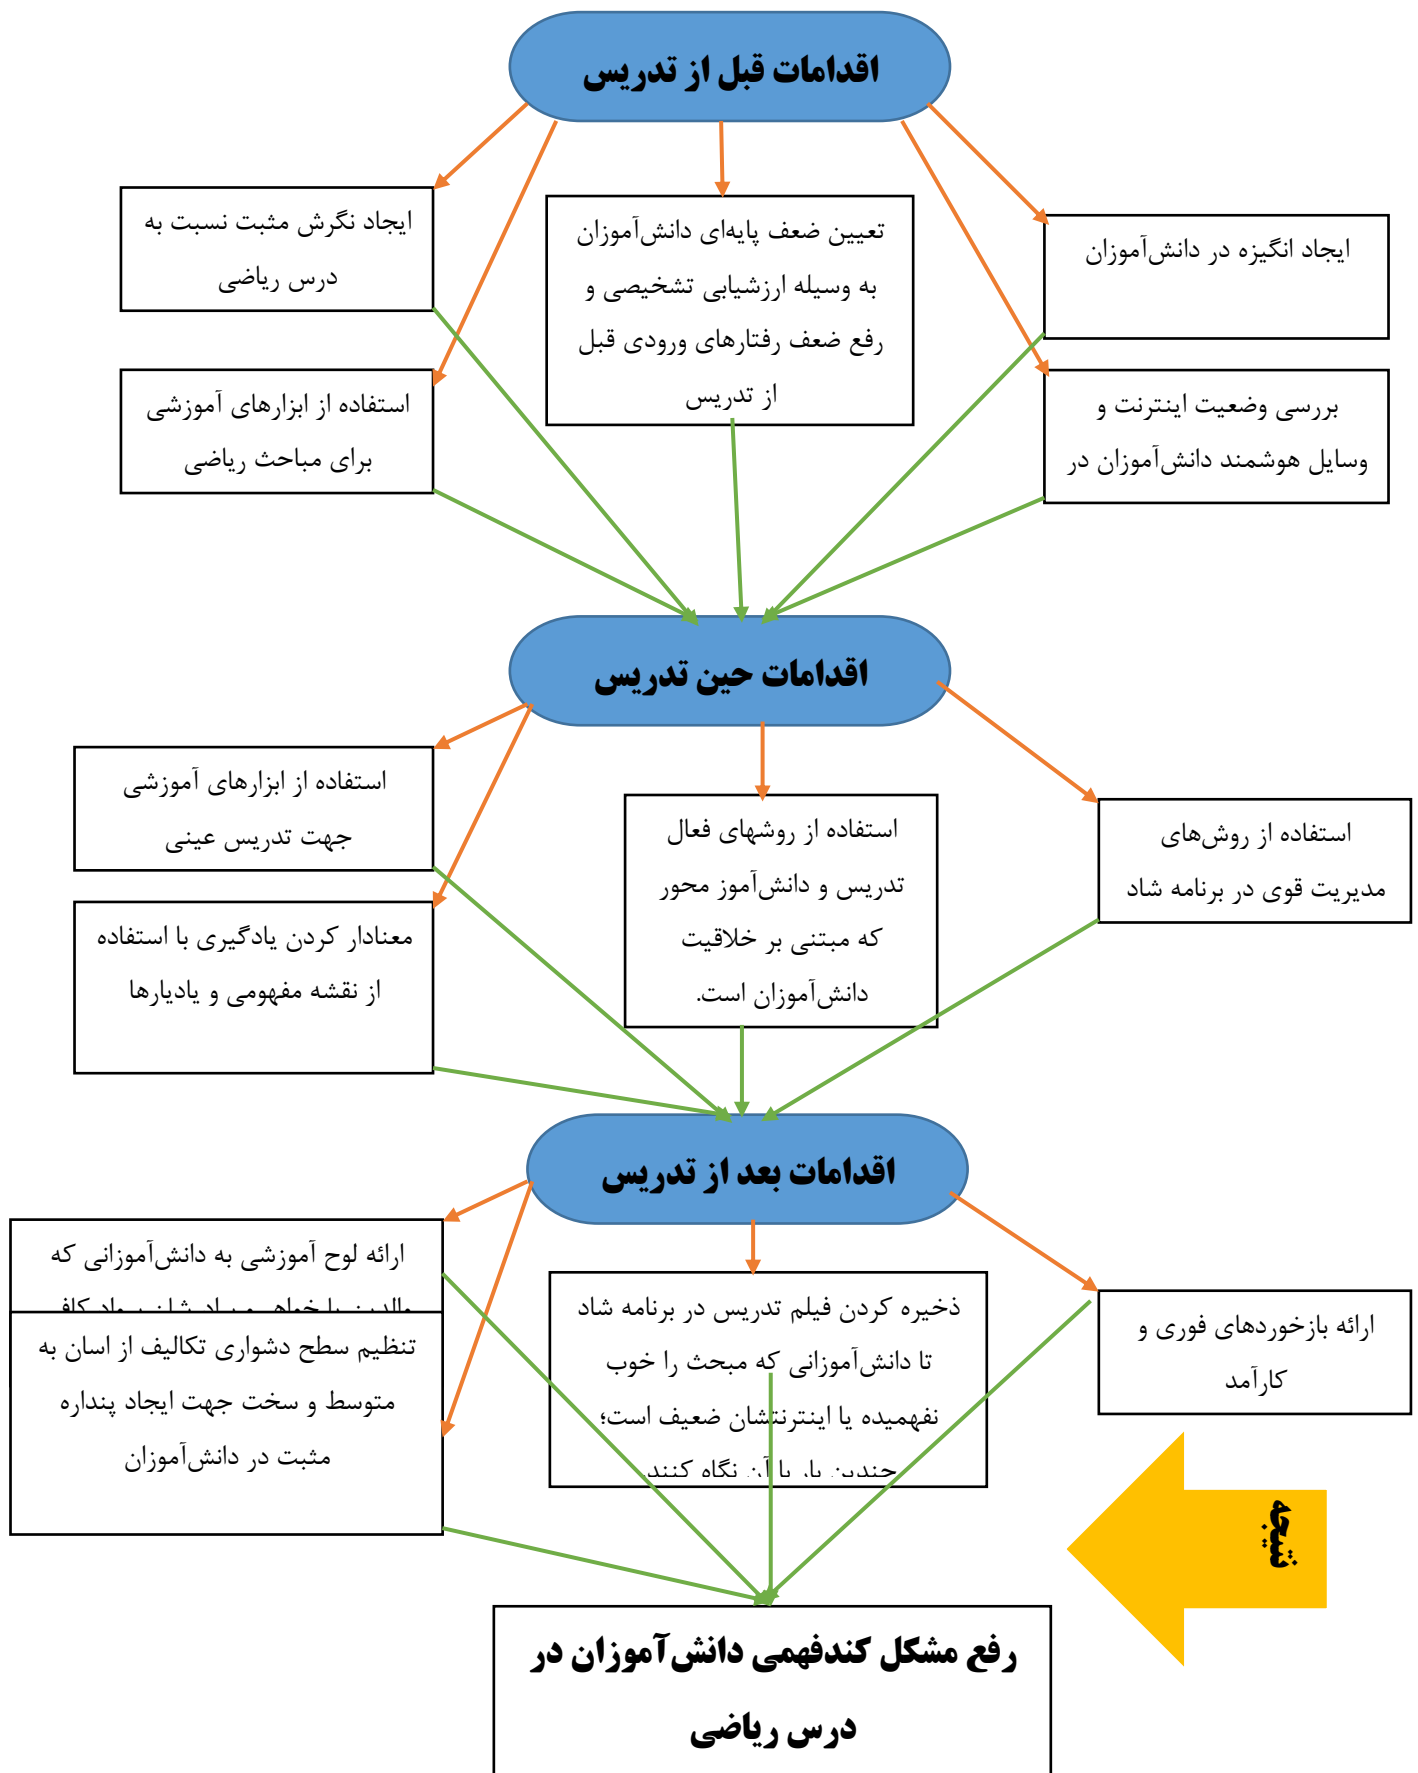 اقدامات قبل از تدریس
ایجاد انگیزه در دانش‌آموزان
تعیین ضعف پایه‌ای دانش‌آموزان
به وسیله ارزشیابی تشخیصی و
رفع ضعف رفتارهای ورودی قبل
از تدریس
ایجاد نگرش مثبت نسبت به
درس ریاضی
بررسی وضعیت اینترنت و
وسایل هوشمند دانش‌آموزان در
استفاده از ابزارهای آموزشی
برای مباحث ریاضی
اقدامات حین تدریس
استفاده از روش‌های
مدیریت قوی در برنامه شاد
استفاده از روشهای فعال
تدریس و دانش‌آموز محور
که مبتنی بر خلاقیت
دانش‌آموزان است.
استفاده از ابزارهای آموزشی
جهت تدریس عینی
معنادار کردن یادگیری با استفاده
از نقشه مفهومی و یادیارها
اقدامات بعد از تدریس
ارائه بازخوردهای فوری و
کارآمد
ذخیره کردن فیلم تدریس در برنامه شاد
تا دانش‌آموزانی که مبحث را خوب
نفهمیده یا اینترنتشان ضعیف است؛
چندین بار با آن نگاه کنند
ارائه لوح آموزشی به دانش‌آموزانی که
تنظیم سطح دشواری تکالیف از اسان به
متوسط و سخت جهت ایجاد پنداره
مثبت در دانش‌آموزان
نتیجه
رفع مشکل کندفهمی دانش‌آموزان در
درس ریاضی